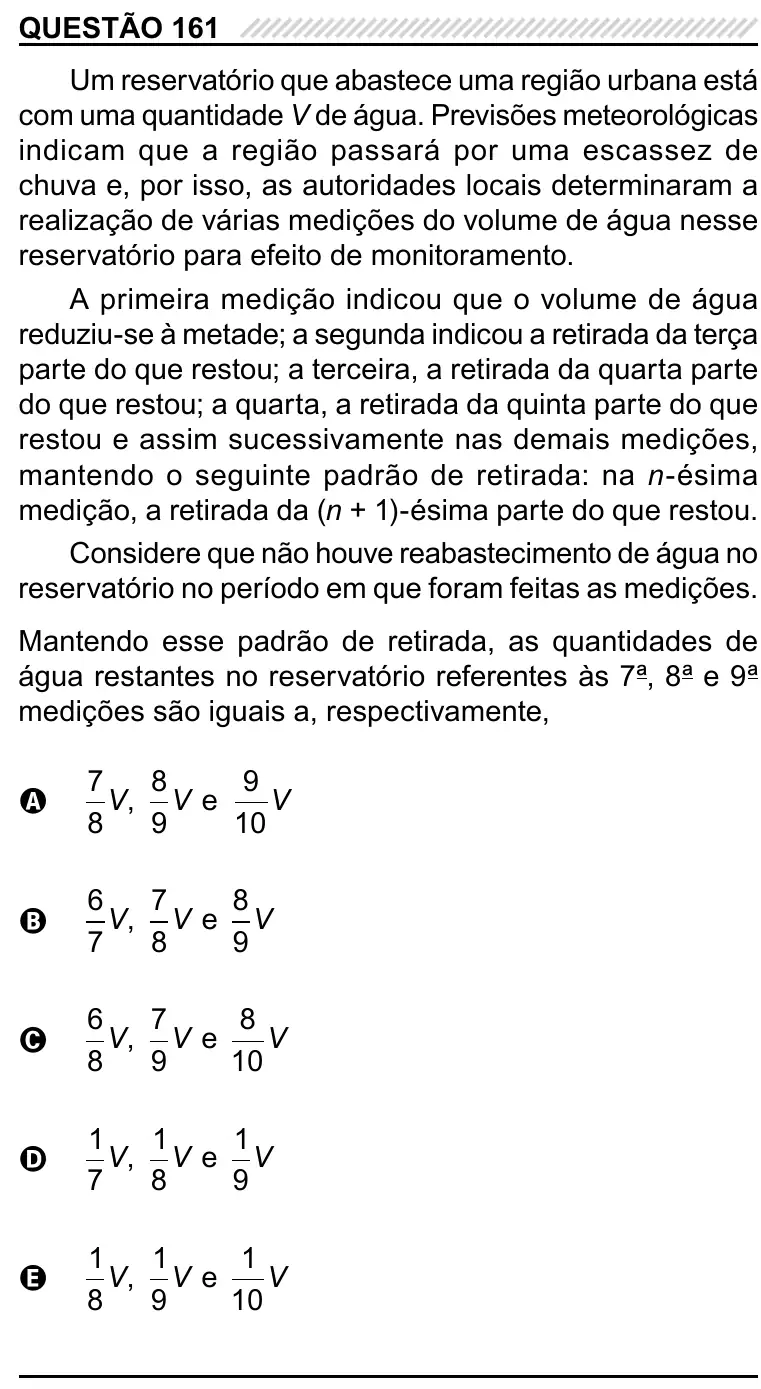 QUESTÃO 161
Um reservatório que abastece uma região urbana está
com uma quantidade V de água. Previsões meteorológicas
indicam que a região passará por uma escassez de
chuva e, por isso, as autoridades locais determinaram a
realização de várias medições do volume de água nesse
reservatório para efeito de monitoramento.
A primeira medição indicou que o volume de água
reduziu-se à metade; a segunda indicou a retirada da terça
parte do que restou; a terceira, a retirada da quarta parte
do que restou; a quarta, a retirada da quinta parte do que
restou e assim sucessivamente nas demais medições,
mantendo o seguinte padrão de retirada: na n-ésima
medição, a retirada da (n + 1)-ésima parte do que restou.
Considere que não houve reabastecimento de água no
reservatório no período em que foram feitas as medições.
Mantendo esse padrão de retirada, as quantidades de
água restantes no reservatório referentes às 7ª, 8ª e 9ª
medições são iguais a, respectivamente,
A 7/8 V, 8/9 V e 9/10 V
B 6/7 V, 7/8 V e 8/9 V
C 6/8 V, 7/9 V e 8/10 V
D 1/7 V, 1/8 V e 1/9 V
E 1/8 V, 1/9 V e 1/10 V